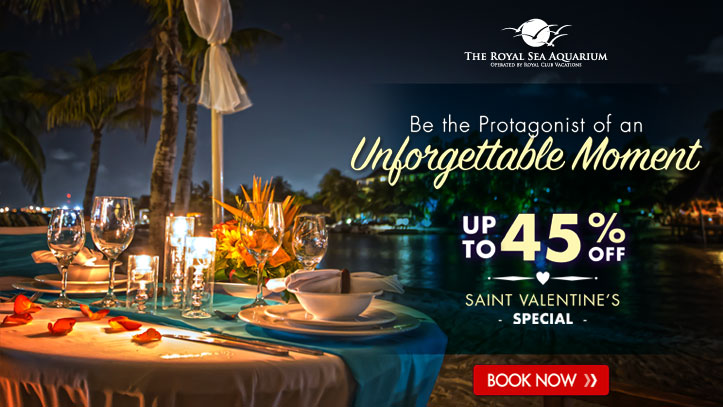 THE ROYAL SEA AQUARIUM
OPERATED BY ROYAL CLUB VACATIONS
Be the Protagonist of an
Unforgettable Moment
UP TO 45% OFF
SAINT VALENTINE'S
- SPECIAL -
BOOK NOW »